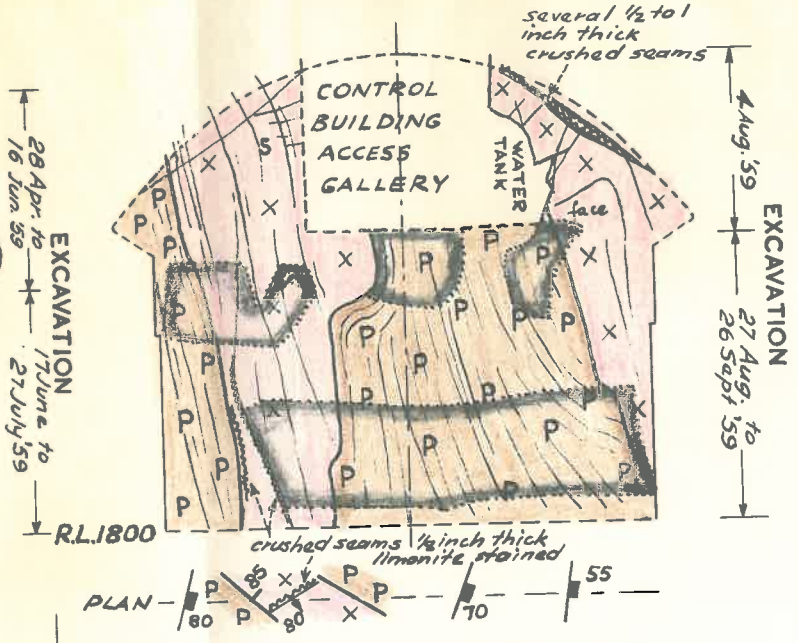 several 1/2 to 1
inch thick
crushed seams
CONTROL
BUILDING
ACCESS
GALLERY
WATER
TANK
S
face
EXCAVATION
28 Apr. to
16 Jun. 59
17 June to
27 July '59
EXCAVATION
4 Aug. '59
27 Aug. to
26 Sept '59
R.L.1800
crushed seams 1/2 inch thick
limonite stained
PLAN
80
P
85
X
80
P
P
P
X
70
55